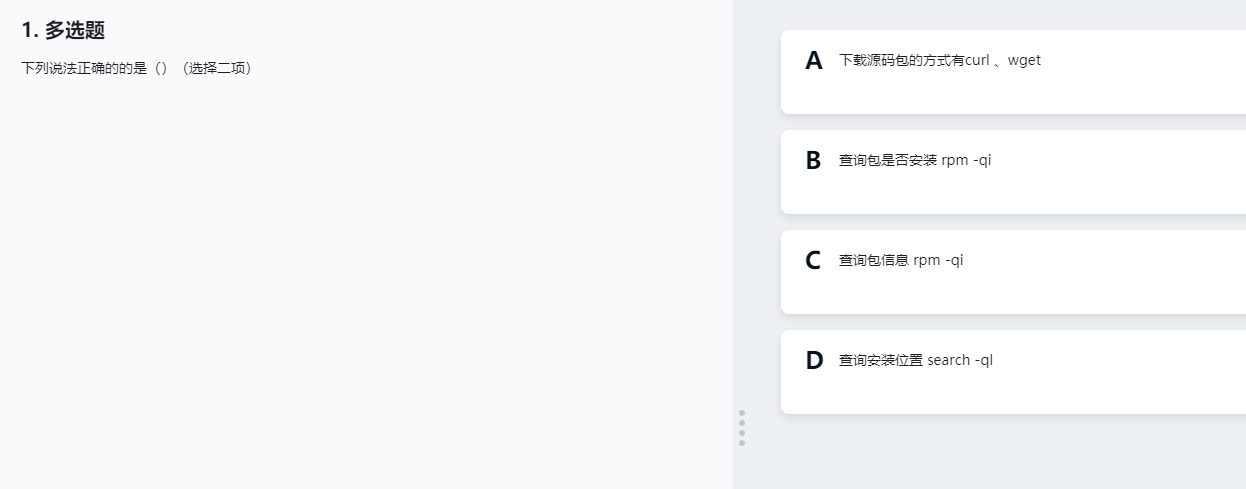 1. 多选题
下列说法正确的的是（）（选择二项）
A 下载源码包的方式有curl 、wget
B 查询包是否安装 rpm -qi
C 查询包信息 rpm -qi
D 查询安装位置 search -ql